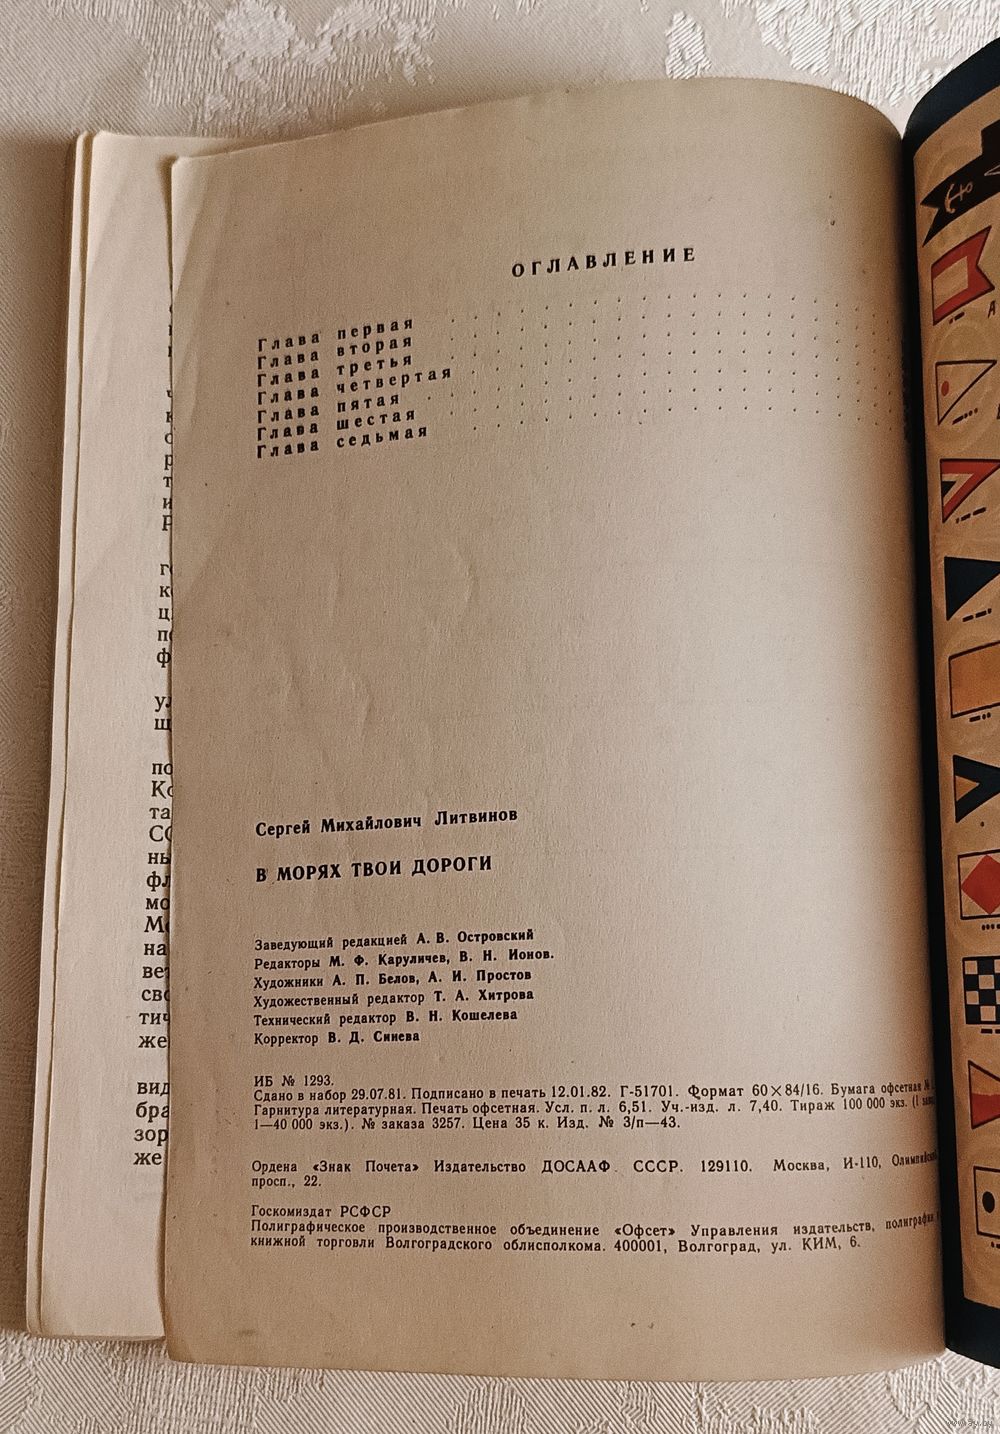 ОГЛАВЛЕНИЕ
Глава первая
Глава вторая
Глава третья
Глава четвертая
Глава пятая
Глава шестая
Глава седьмая
Сергей Михайлович Литвинов
В МОРЯХ ТВОИ ДОРОГИ
Заведующий редакцией А. В. Островский
Редакторы М. Ф. Каруличев, В. Н. Ионов.
Художники А. П. Белов, А. И. Простов
Художественный редактор Т. А. Хитрова
Технический редактор В. Н. Кошелева
Корректор В. Д. Синева
ИБ № 1293.
Сдано в набор 29.07.81. Подписано в печать 12.01.82. Г-51701. Формат 60×84/16. Бумага офсетная №
Гарнитура литературная. Печать офсетная. Усл. п. л. 6,51. Уч.-изд. л. 7,40. Тираж 100 000 экз. (I
1—40 000 экз.). № заказа 3257. Цена 35 к. Изд. № 3/п—43.
Ордена «Знак Почета» Издательство ДОСААФ СССР. 129110. Москва, И-110,
просп., 22.
Госкомиздат РСФСР
Полиграфическое производственное объединение «Офсет» Управления издательств,
книжной торговли Волгоградского облисполкома. 400001, Волгоград, ул. КИМ, 6.